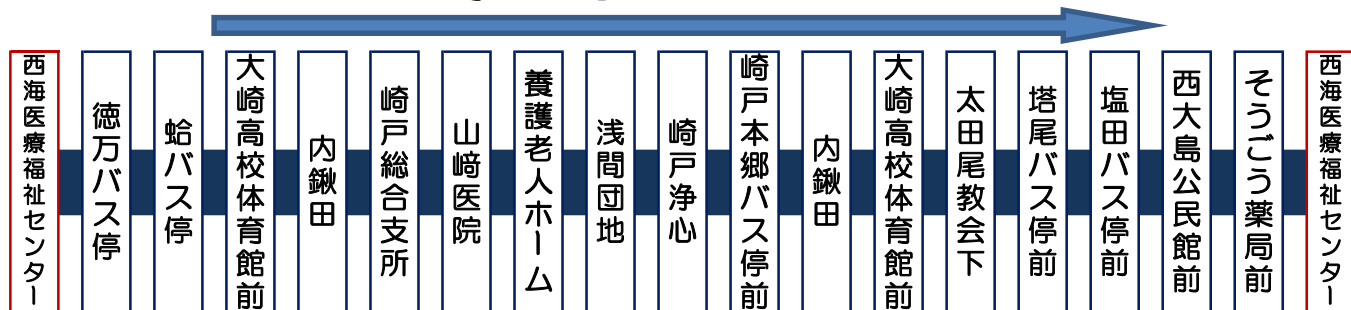 西海医療福祉センター
徳万バス停
蛤バス停
大崎高校体育館前
内鍬田
崎戸総合支所
山﨑医院
養護老人ホーム
浅間団地
崎戸浄心
崎戸本郷バス停前
内鍬田
大崎高校体育館前
太田尾教会下
塔尾バス停前
塩田バス停前
西大島公民館前
そうごう薬局前
西海医療福祉センター